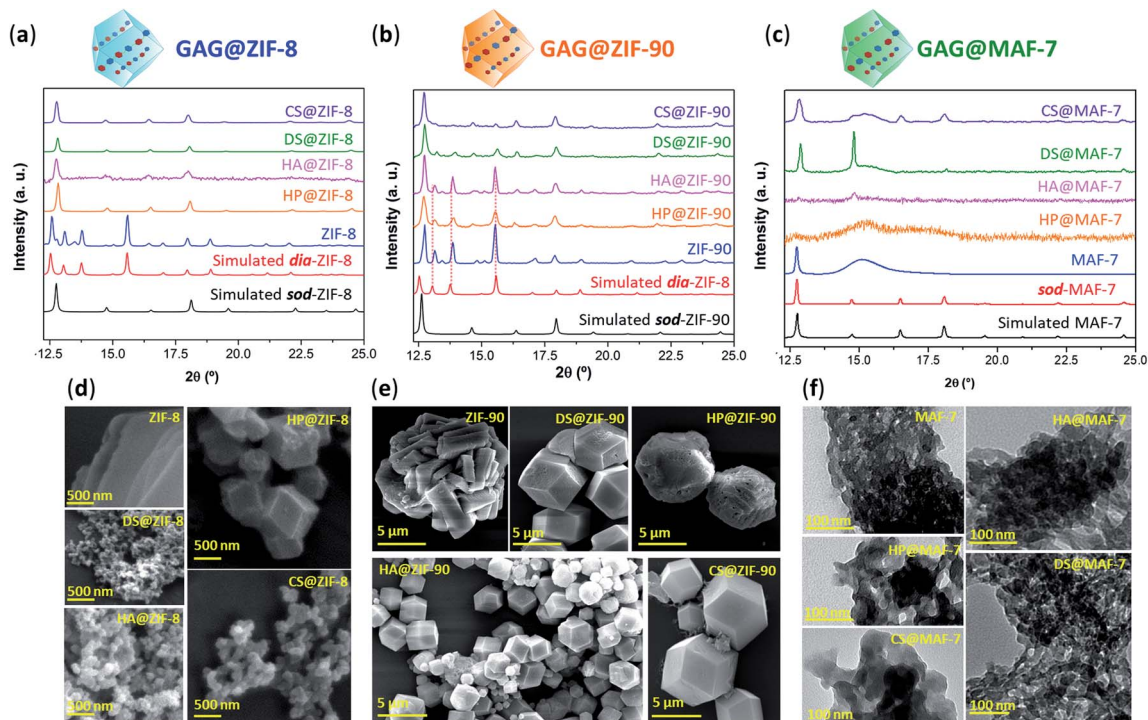 (a)
GAG@ZIF-8
(b)
GAG@ZIF-90
(c)
GAG@MAF-7
Intensity (a. u.)
CS@ZIF-8
DS@ZIF-8
HA@ZIF-8
HP@ZIF-8
ZIF-8
Simulated dia-ZIF-8
Simulated sod-ZIF-8
12.5 15.0 17.5 20.0 22.5 25.0
2θ (º)
Intensity (a. u.)
CS@ZIF-90
DS@ZIF-90
HA@ZIF-90
HP@ZIF-90
ZIF-90
Simulated dia-ZIF-8
Simulated sod-ZIF-90
12.5 15.0 17.5 20.0 22.5 25.0
2θ (º)
Intensity (a. u.)
CS@MAF-7
DS@MAF-7
HA@MAF-7
HP@MAF-7
MAF-7
sod-MAF-7
Simulated MAF-7
12.5 15.0 17.5 20.0 22.5 25.0
2θ (º)
(d)
ZIF-8
500 nm
HP@ZIF-8
500 nm
DS@ZIF-8
500 nm
CS@ZIF-8
500 nm
HA@ZIF-8
500 nm
(e)
ZIF-90
5 µm
DS@ZIF-90
5 µm
HP@ZIF-90
5 µm
HA@ZIF-90
5 µm
CS@ZIF-90
5 µm
(f)
MAF-7
100 nm
HA@MAF-7
100 nm
HP@MAF-7
100 nm
DS@MAF-7
100 nm
CS@MAF-7
100 nm